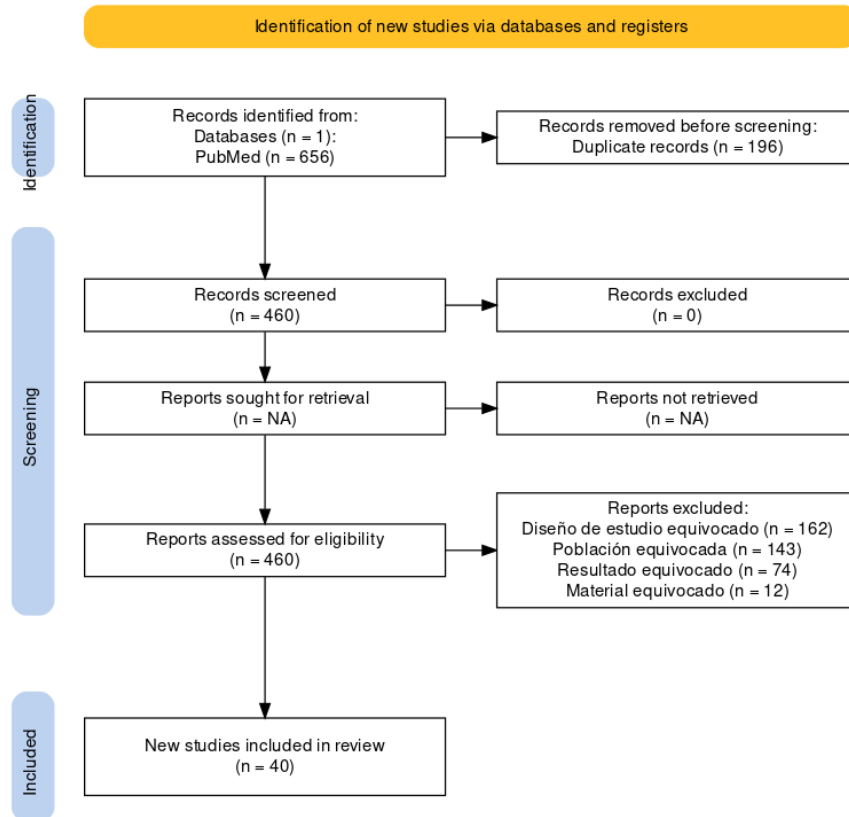 Identification of new studies via databases and registers
Identification
Records identified from:
Databases (n = 1):
PubMed (n = 656)
Records removed before screening:
Duplicate records (n = 196)
Screening
Records screened
(n = 460)
Records excluded
(n = 0)
Reports sought for retrieval
(n = NA)
Reports not retrieved
(n = NA)
Reports assessed for eligibility
(n = 460)
Reports excluded:
Diseño de estudio equivocado (n = 162)
Población equivocada (n = 143)
Resultado equivocado (n = 74)
Material equivocado (n = 12)
Included
New studies included in review
(n = 40)